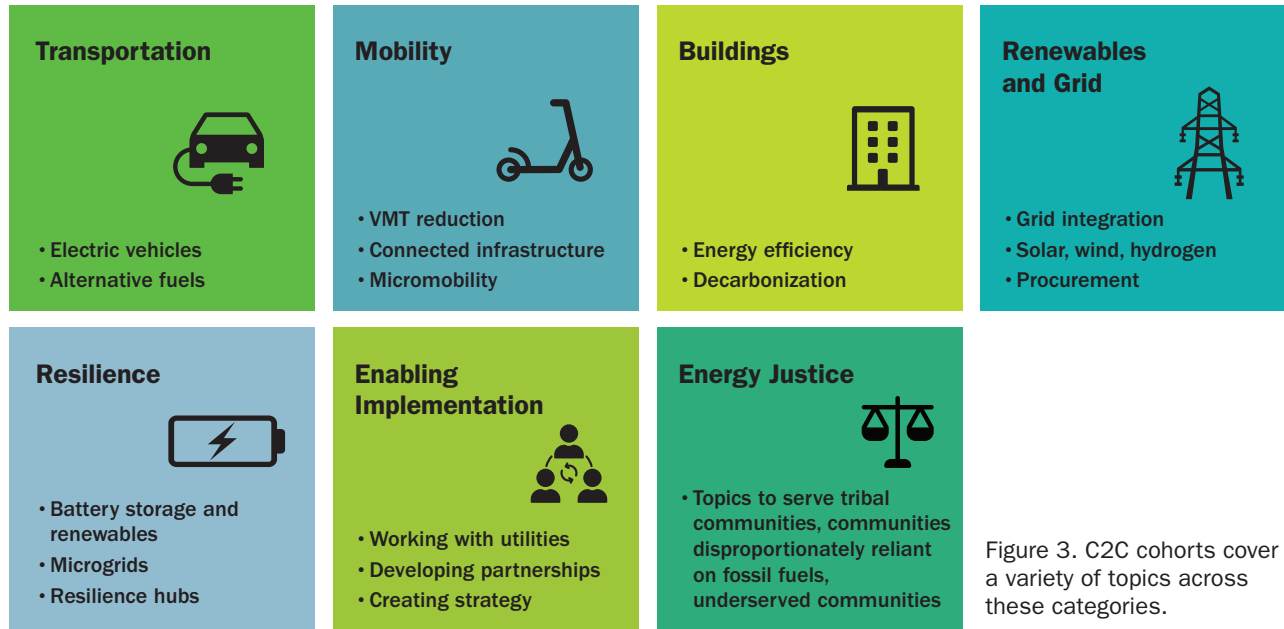 Transportation
• Electric vehicles
• Alternative fuels
Mobility
• VMT reduction
• Connected infrastructure
• Micromobility
Buildings
• Energy efficiency
• Decarbonization
Renewables
and Grid
• Grid integration
• Solar, wind, hydrogen
• Procurement
Resilience
• Battery storage and
renewables
• Microgrids
• Resilience hubs
Enabling
Implementation
• Working with utilities
• Developing partnerships
• Creating strategy
Energy Justice
• Topics to serve tribal
communities, communities
disproportionately reliant
on fossil fuels,
underserved communities
Figure 3. C2C cohorts cover
a variety of topics across
these categories.